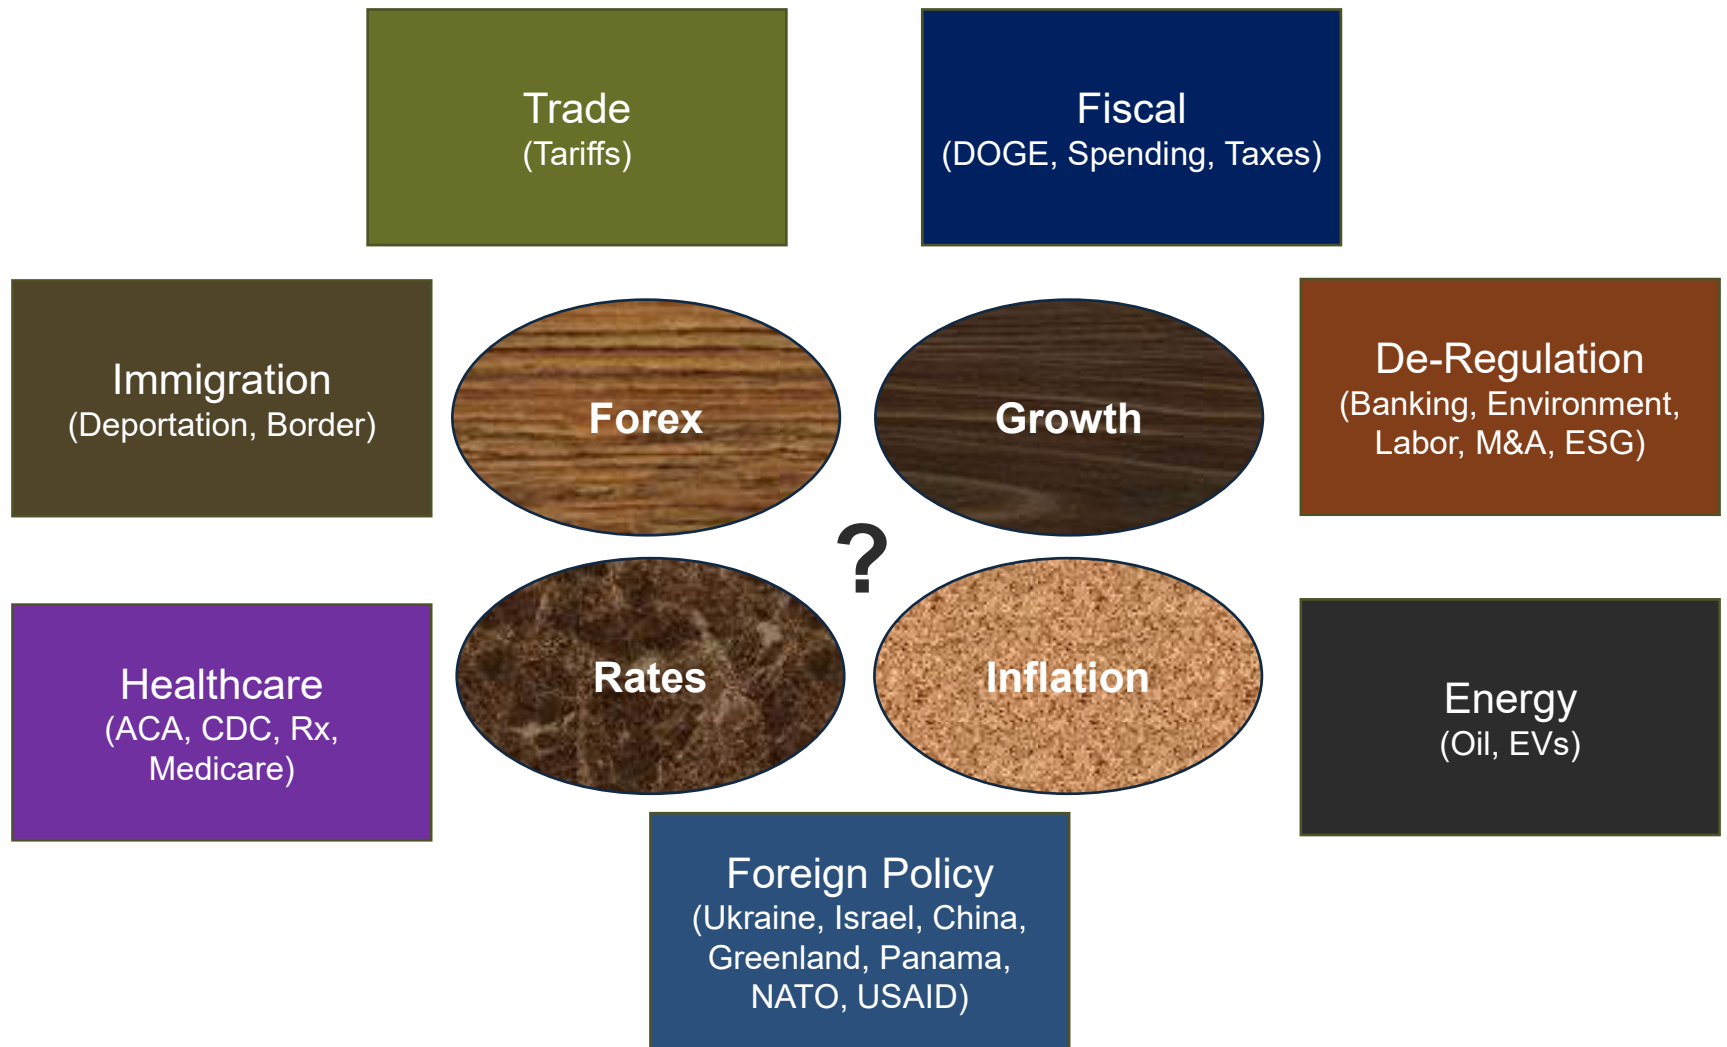 Trade
(Tariffs)
Fiscal
(DOGE, Spending, Taxes)
Immigration
(Deportation, Border)
Forex
Growth
De-Regulation
(Banking, Environment,
Labor, M&A, ESG)
?
Healthcare
(ACA, CDC, Rx,
Medicare)
Rates
Inflation
Energy
(Oil, EVs)
Foreign Policy
(Ukraine, Israel, China,
Greenland, Panama,
NATO, USAID)